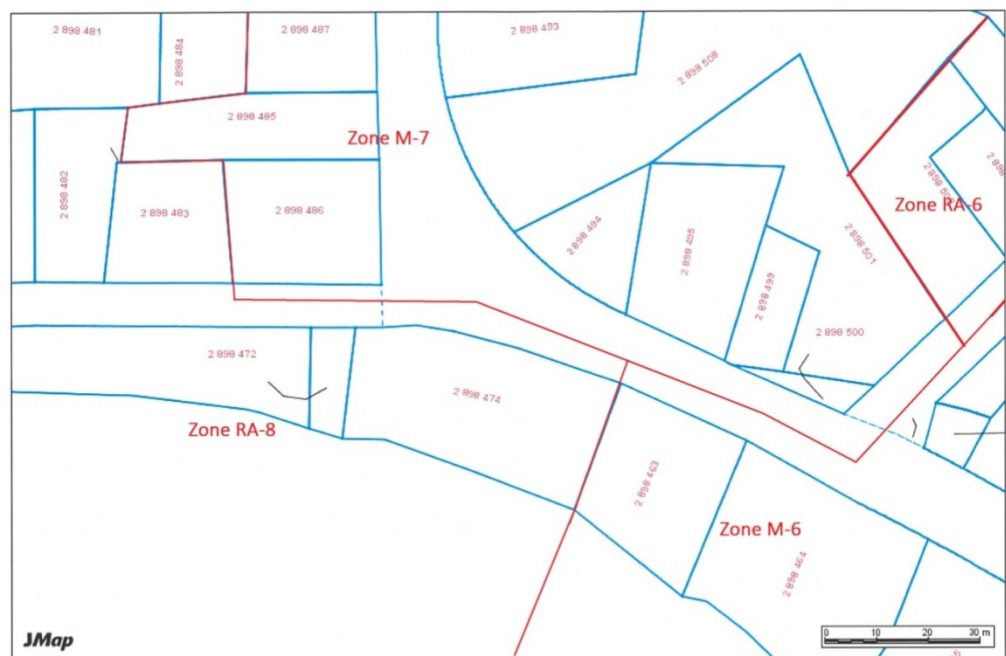 2 898 481
2 898 484
2 898 487
2 898 493
2 898 508
2 898 485
Zone M-7
2 898 482
2 898 483
2 898 486
Zone RA-6
2 898 494
2 898 495
2 898 499
2 898 501
2 898 500
2 898 472
2 898 474
Zone RA-8
2 898 463
Zone M-6
2 898 464
JMap
0 10 20 30 m